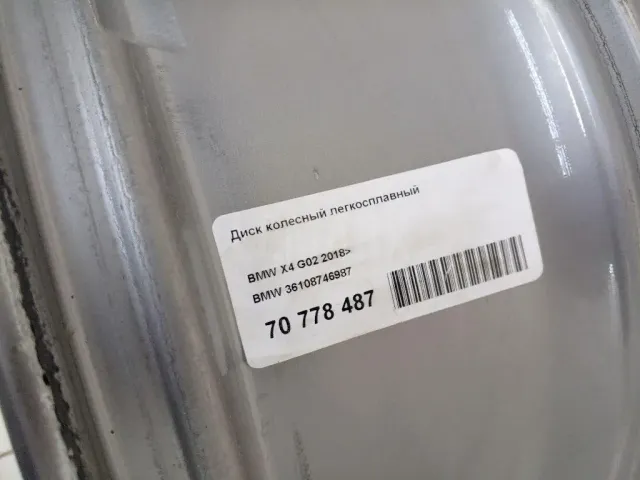 Диск колесный легкосплавный
BMW X4 G02 2018>
BMW 36108746987
70 778 487